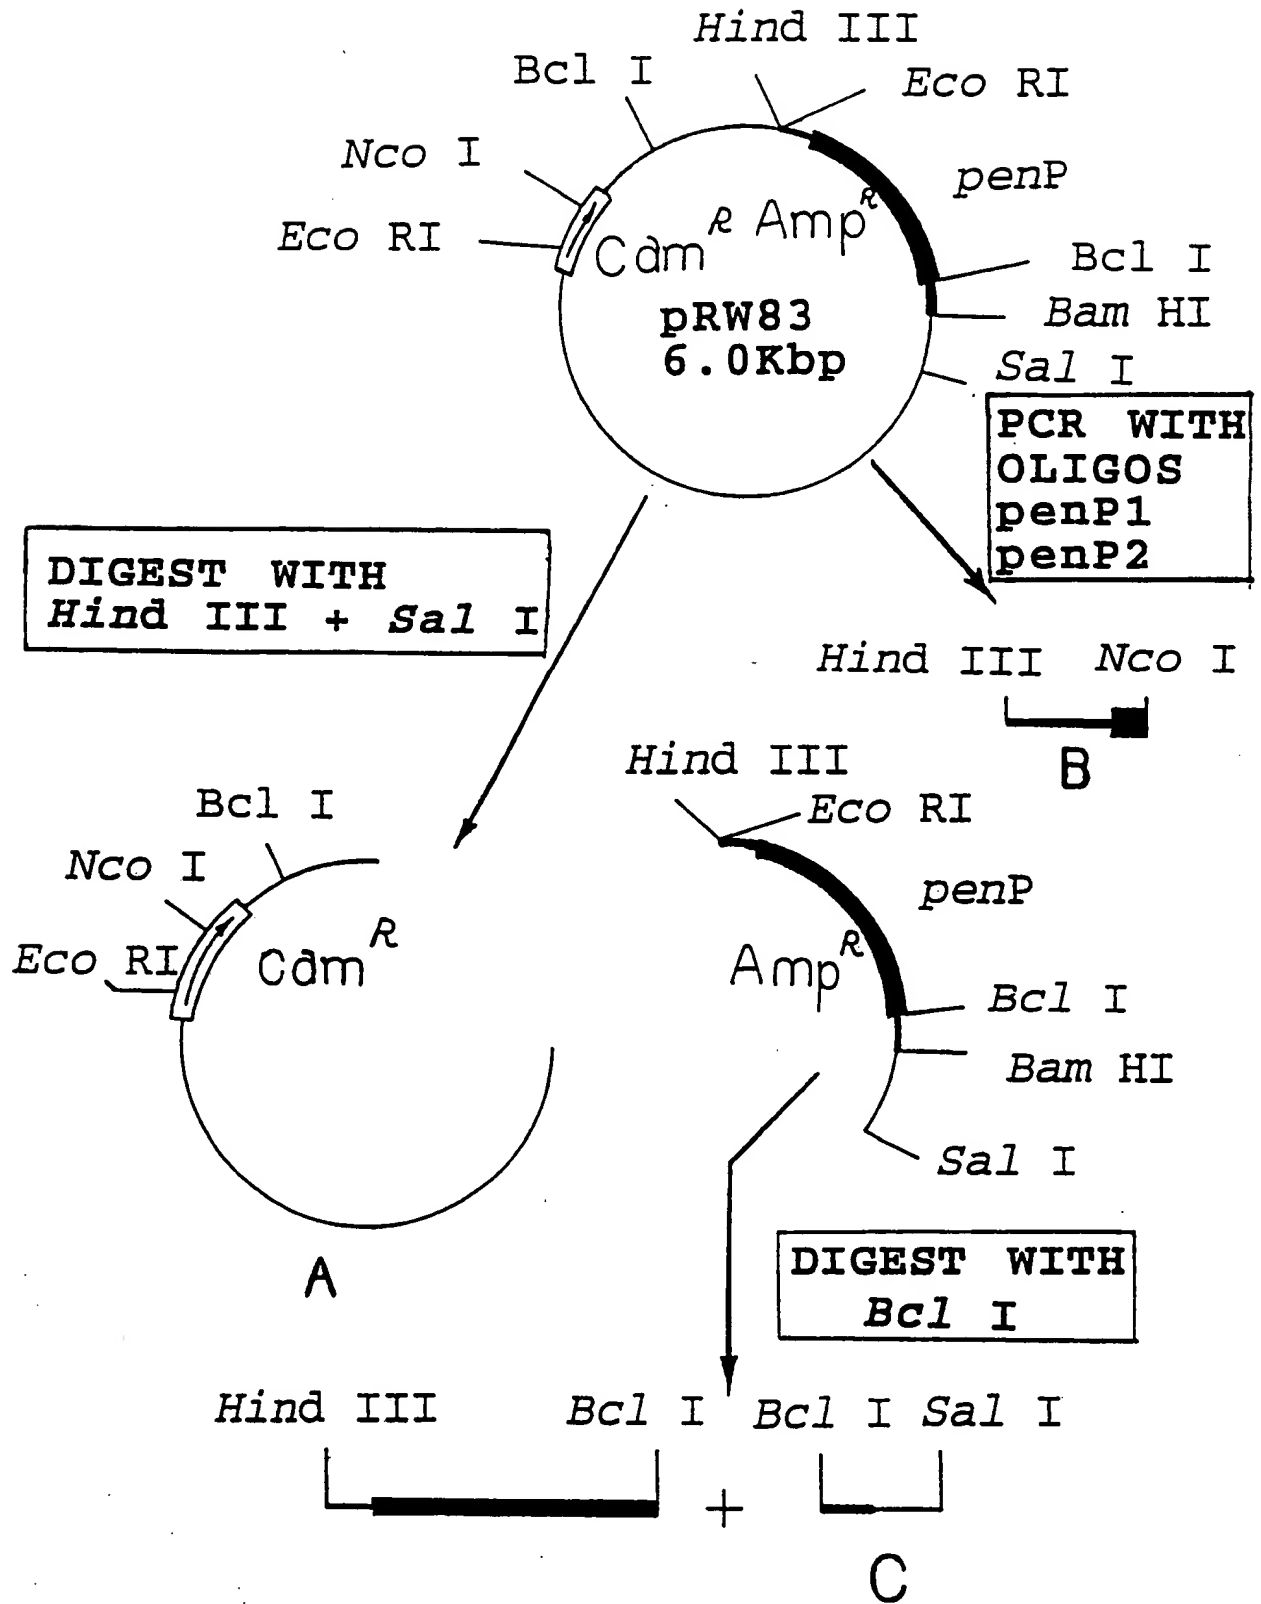 Hind III
Bcl I
Eco RI
Nco I
penP
Eco RI
Cam R Amp R
Bcl I
pRW83
Bam HI
6.0Kbp
Sal I
PCR WITH
OLIGOS
penP1
penP2
DIGEST WITH
Hind III + Sal I
Hind III Nco I
B
Hind III
Bcl I
Eco RI
Nco I
penP
Eco RI
Cam R
Amp R
Bcl I
Bam HI
Sal I
A
DIGEST WITH
Bcl I
Hind III Bcl I Bcl I Sal I
+
C